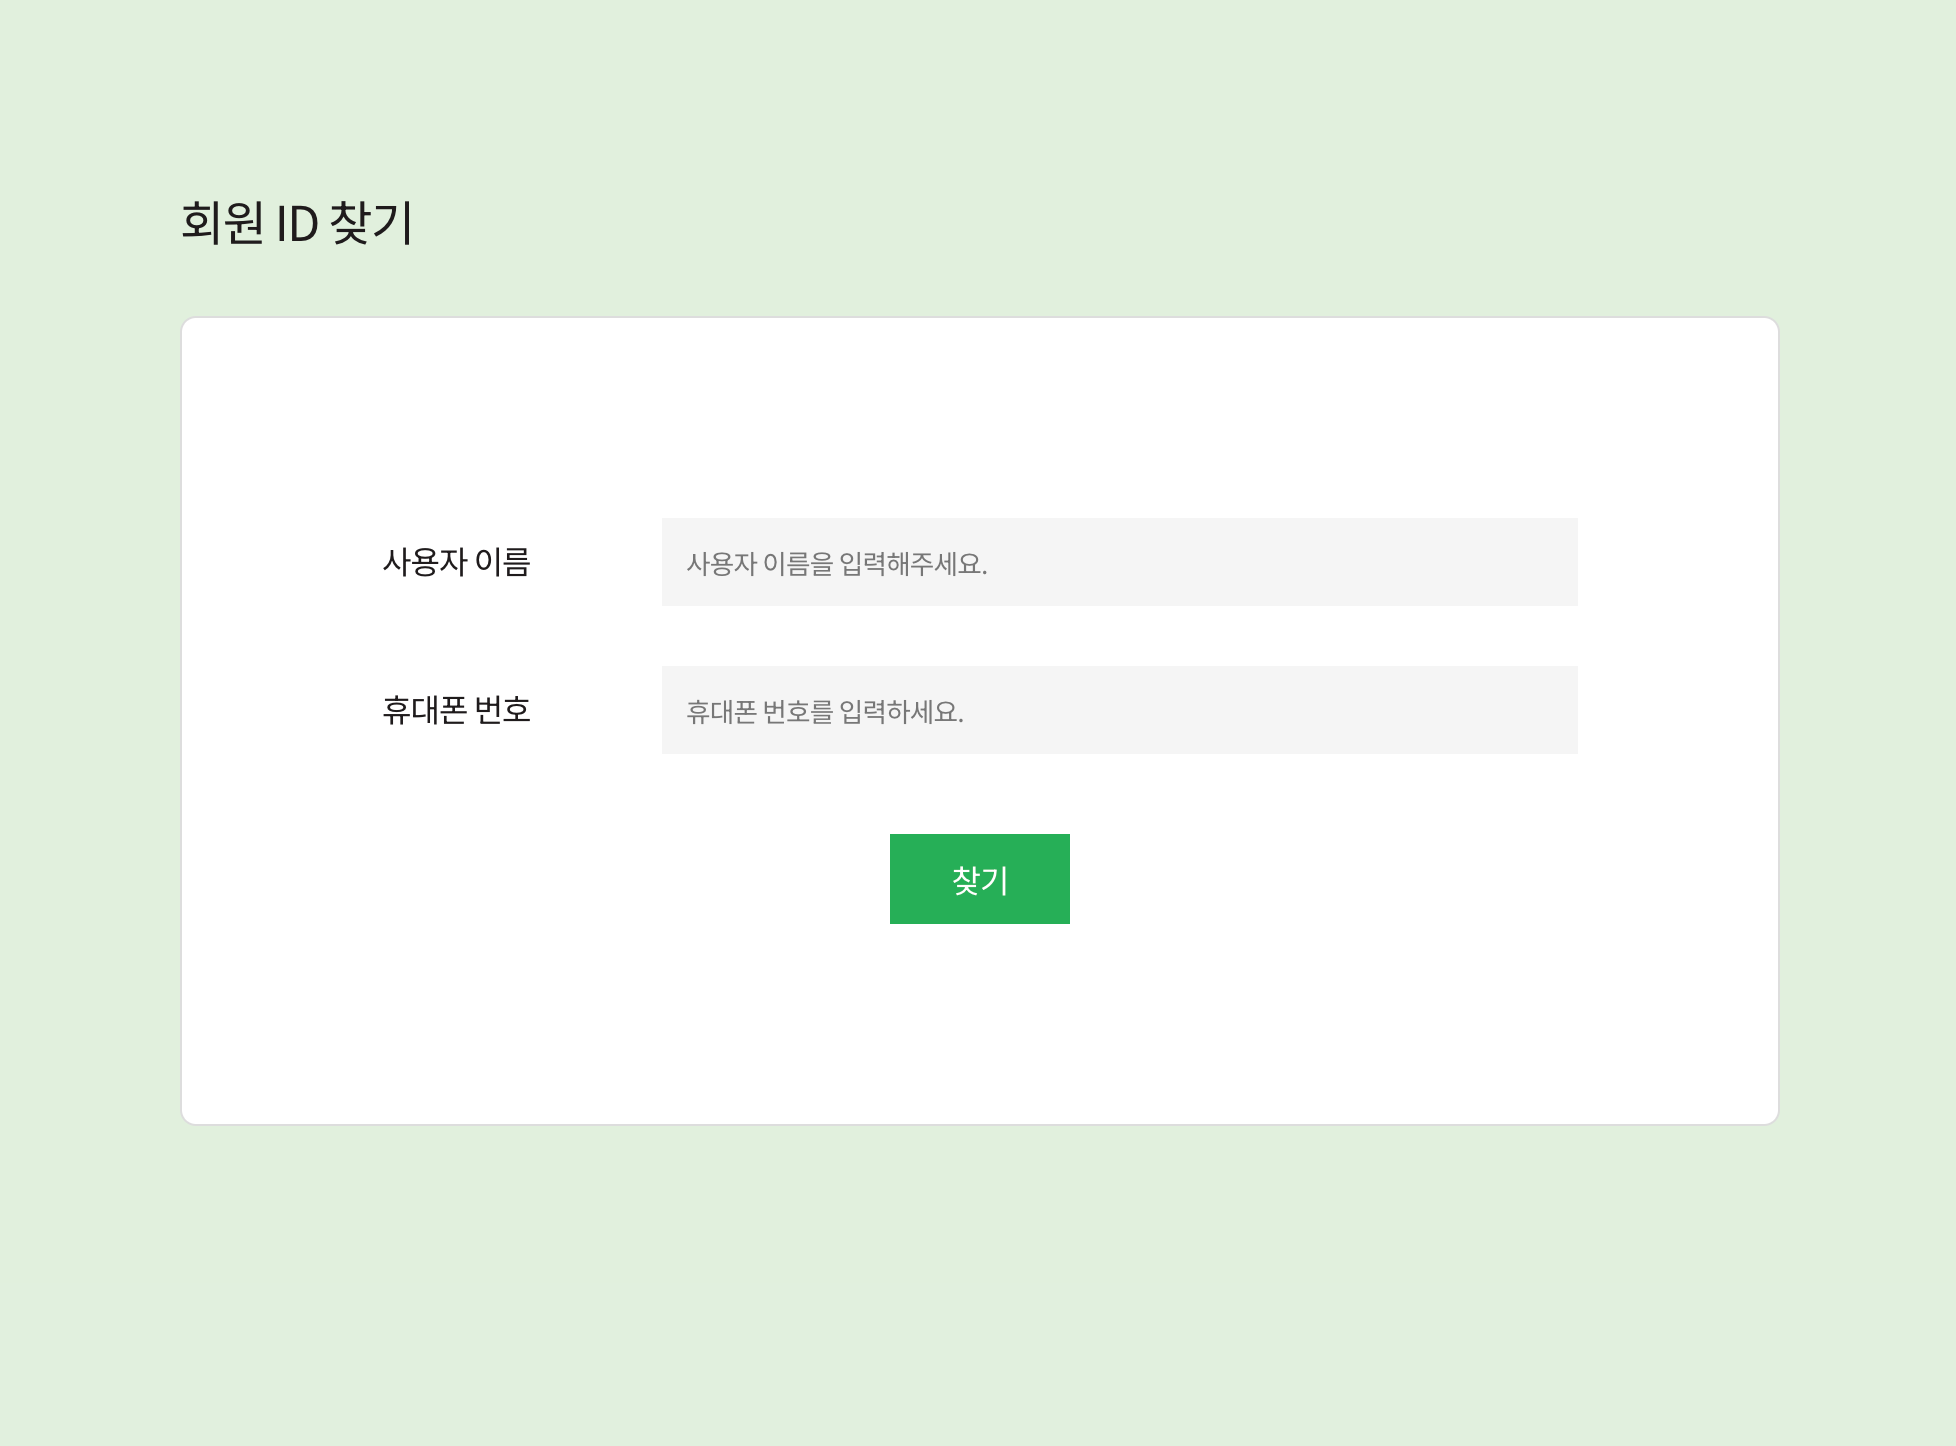 회원 ID 찾기
사용자 이름
사용자 이름을 입력해주세요.
휴대폰 번호
휴대폰 번호를 입력하세요.
찾기